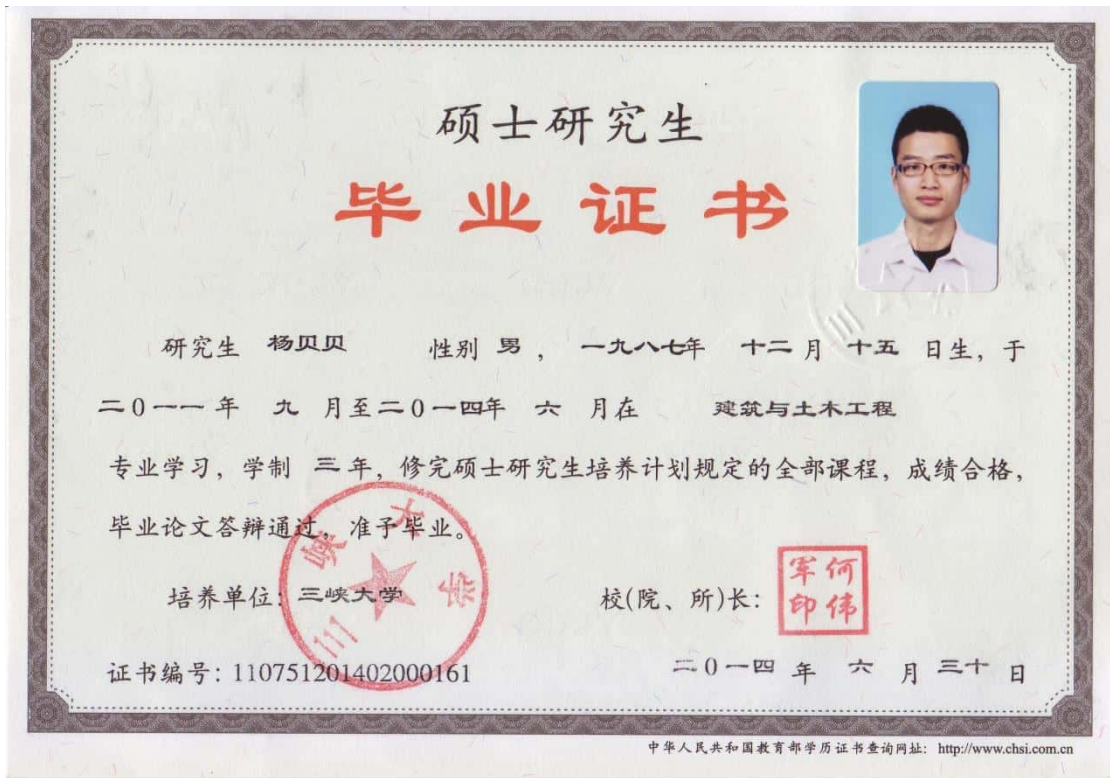 硕士研究生
毕业证书
研究生 杨贝贝 性别 男 , 一九八七年 十二 月 十五 日生, 于
二0一一 年 九 月至二0一四年 六 月在 建筑与土木工程
专业学习, 学制 三 年, 修完硕士研究生培养计划规定的全部课程, 成绩合格,
毕业论文答辩通过, 准予毕业。
三峡大学
培养单位: 三峡大学 校(院、所)长: 何伟军印
证书编号: 110751201402000161 二0一四 年 六 月 三十 日
中华人民共和国教育部学历证书查询网址: http://www.chsi.com.cn